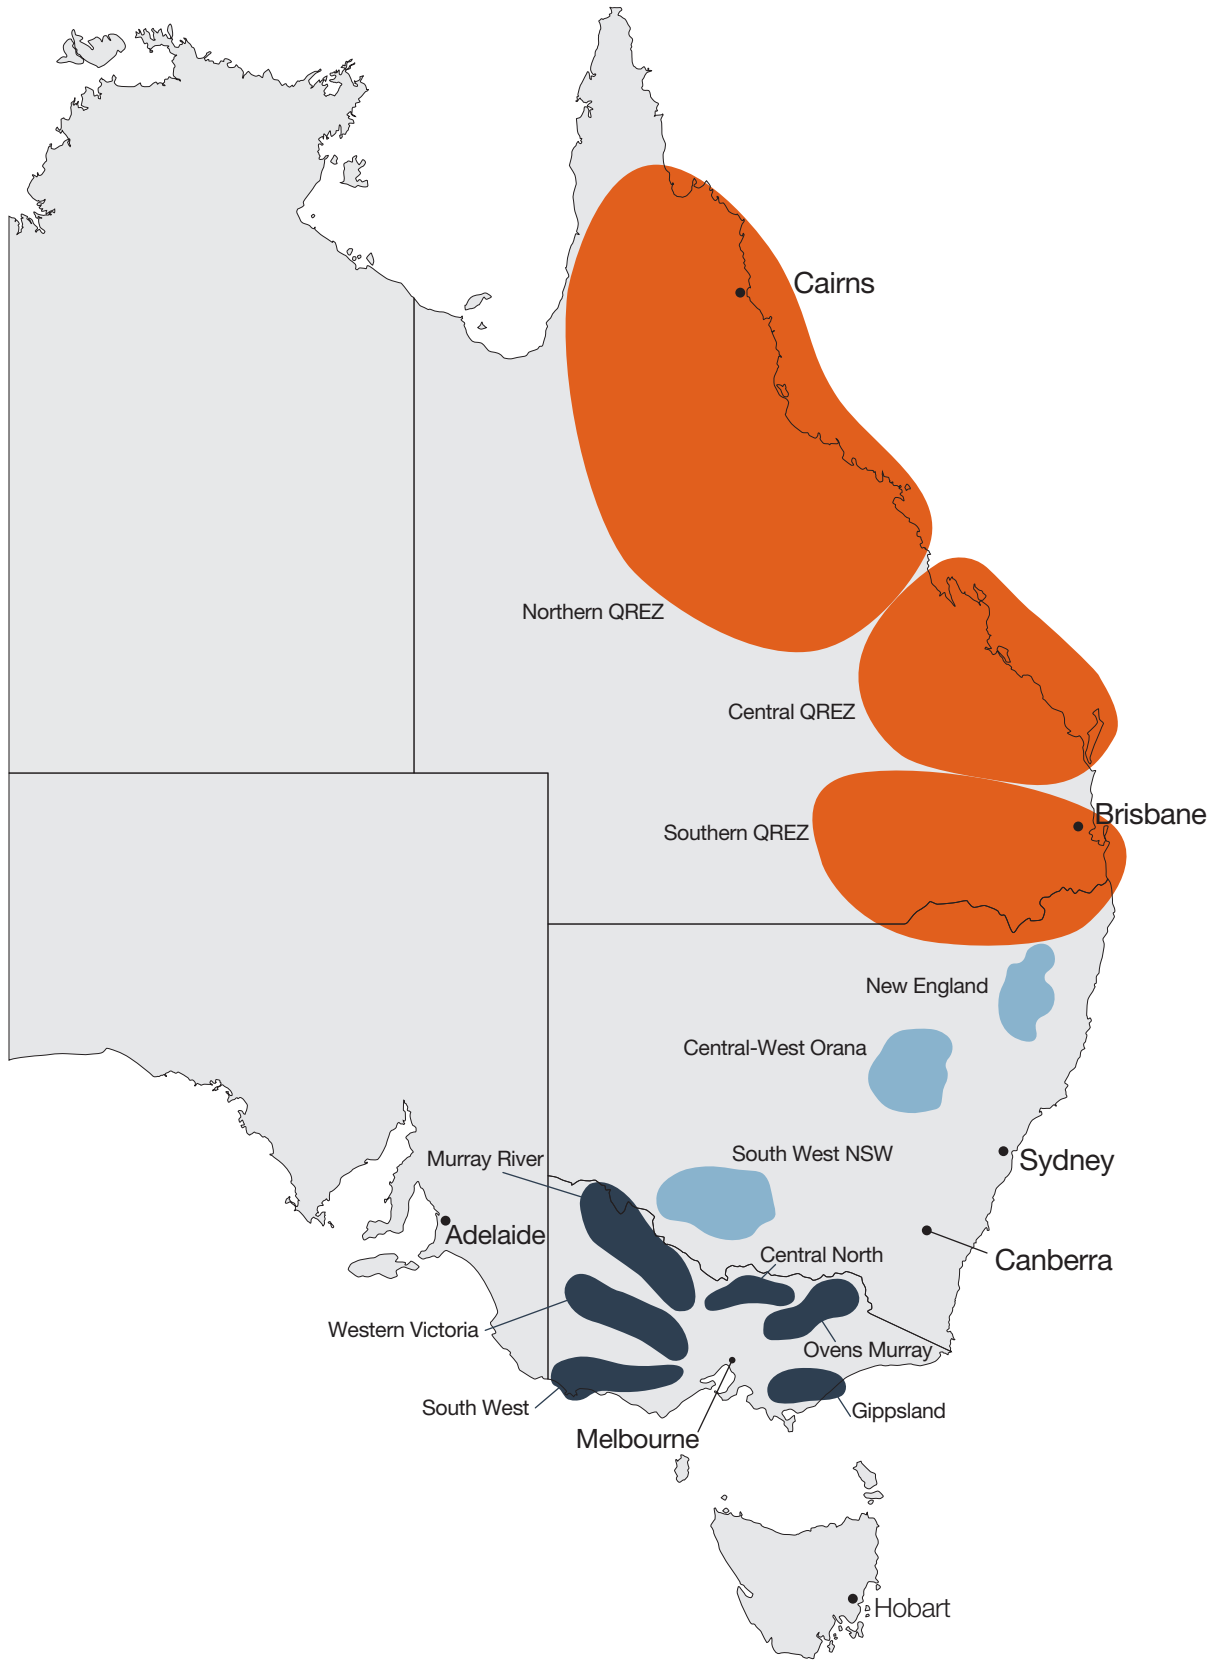 Cairns
Northern QREZ
Central QREZ
Brisbane
Southern QREZ
New England
Central-West Orana
South West NSW
Murray River
Sydney
Adelaide
Central North
Canberra
Western Victoria
Ovens Murray
South West
Gippsland
Melbourne
Hobart